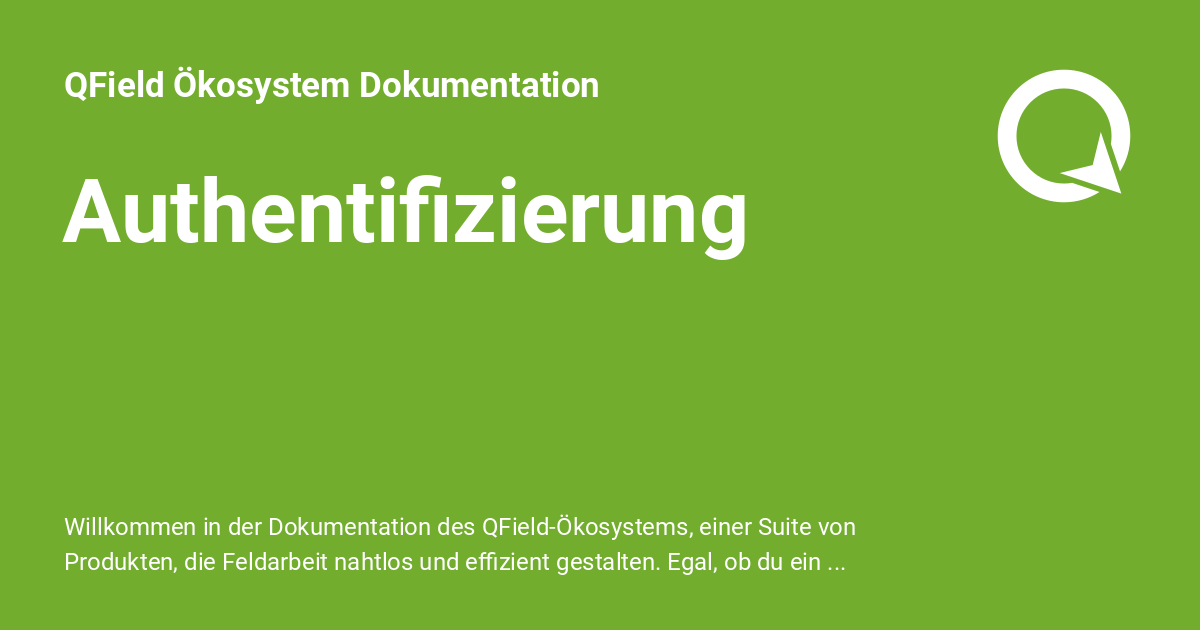 QField Ökosystem Dokumentation
Authentifizierung
Willkommen in der Dokumentation des QField-Ökosystems, einer Suite von
Produkten, die Feldarbeit nahtlos und effizient gestalten. Egal, ob du ein ...